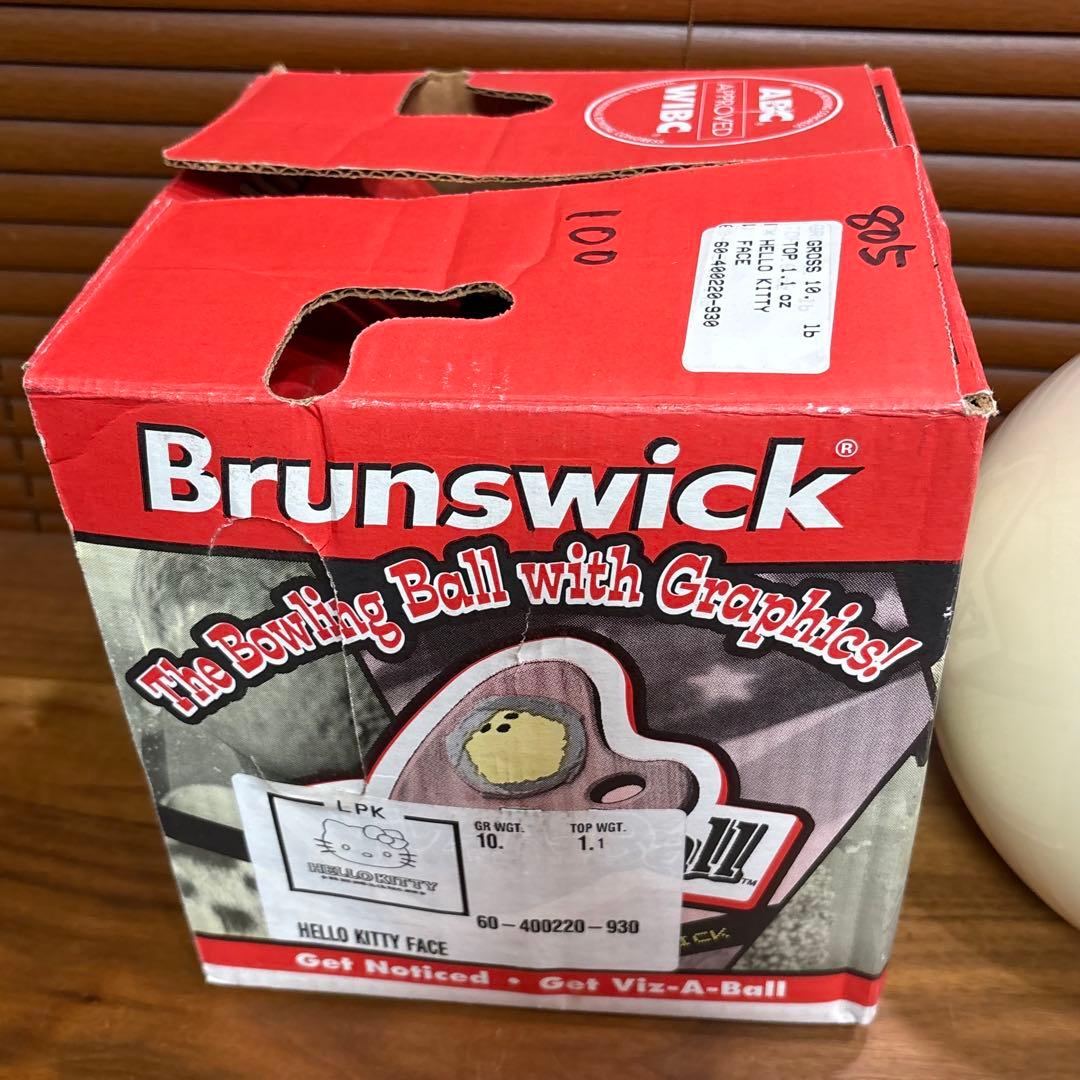 ABC
APPROVED
WIBC
100
805
GROSS 10. lb
TOP 1.1 oz
HELLO KITTY
FACE
60-400220-930
Brunswick®
The Bowling Ball with Graphics!
LPK
HELLO KITTY
GR WGT.
10.
TOP WGT.
1.1
60-400220-930
HELLO KITTY FACE
all™
Get Noticed • Get Viz-A-Ball